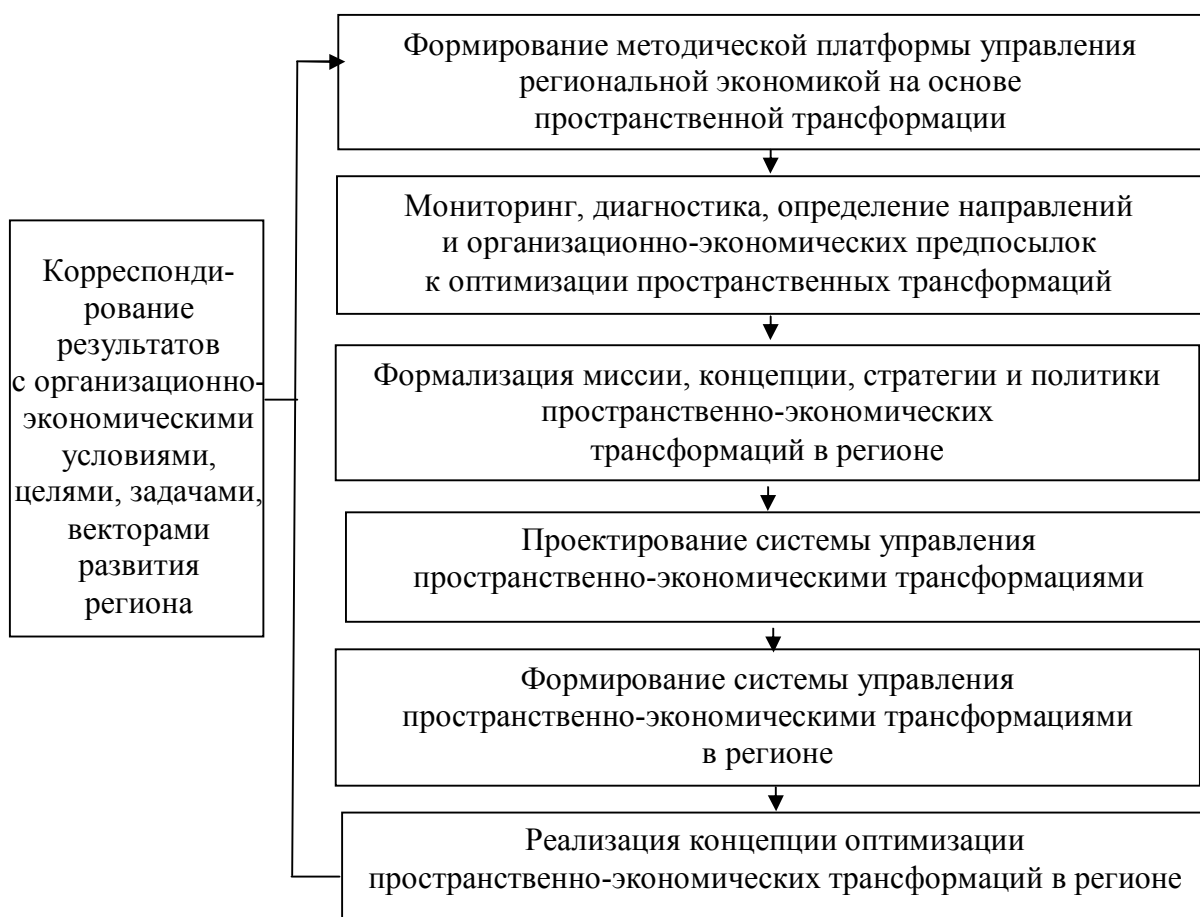 Формирование методической платформы управления
региональной экономикой на основе
пространственной трансформации
Мониторинг, диагностика, определение направлений
и организационно-экономических предпосылок
к оптимизации пространственных трансформаций
Корреспонди-
рование
результатов
с организационно-
экономическими
условиями,
целями, задачами,
векторами
развития
региона
Формализация миссии, концепции, стратегии и политики
пространственно-экономических
трансформаций в регионе
Проектирование системы управления
пространственно-экономическими трансформациями
Формирование системы управления
пространственно-экономическими трансформациями
в регионе
Реализация концепции оптимизации
пространственно-экономических трансформаций в регионе